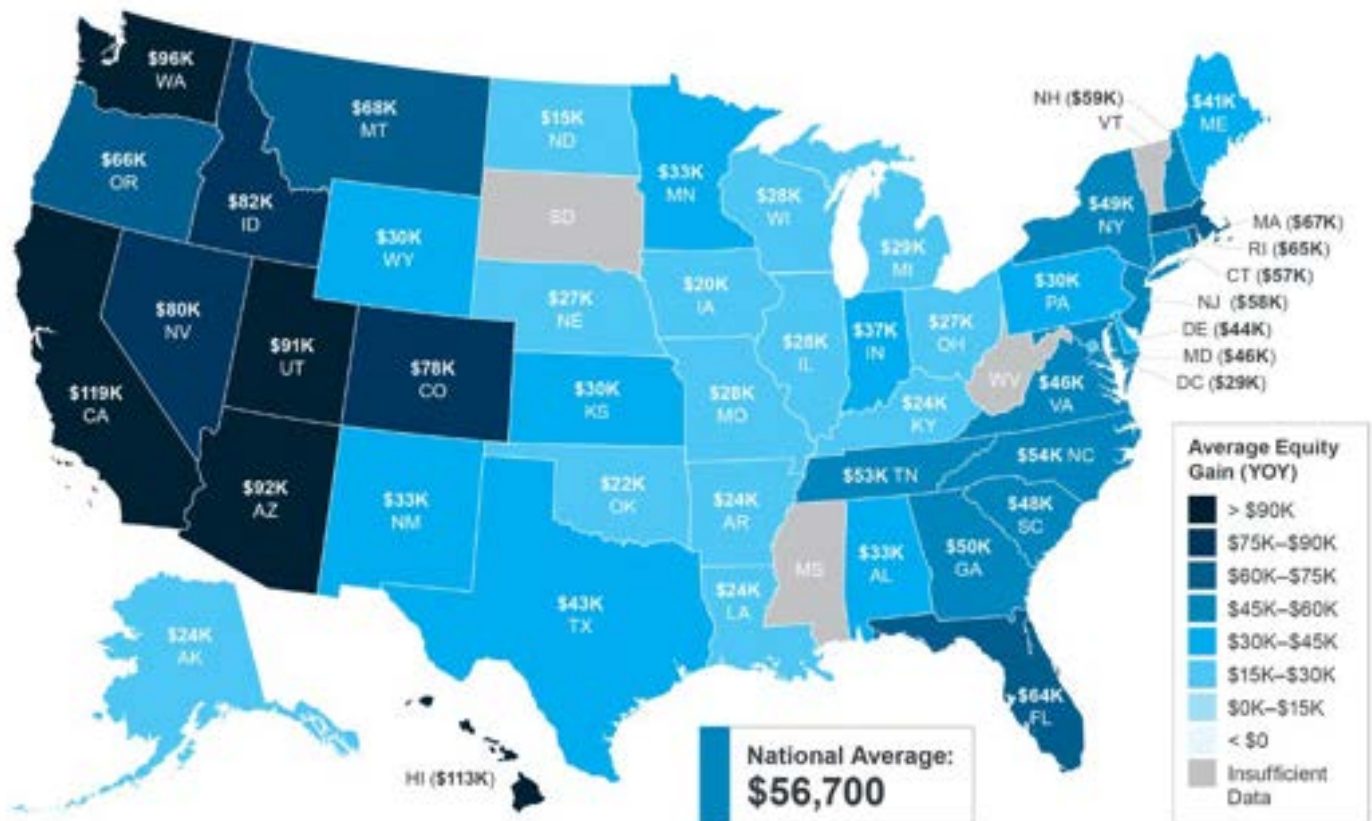 $96K
WA
$68K
MT
$15K
ND
$33K
MN
$66K
OR
$82K
ID
SD
$28K
WI
$30K
WY
$29K
MI
NH ($59K)
VT
$41K
ME
$49K
NY
MA ($67K)
RI ($65K)
CT ($57K)
NJ ($58K)
DE ($44K)
MD ($46K)
DC ($29K)
$80K
NV
$91K
UT
$78K
CO
$27K
NE
$20K
IA
$28K
IL
$37K
IN
$27K
OH
$30K
PA
WV
$46K
VA
$119K
CA
$30K
KS
$28K
MO
$24K
KY
$92K
AZ
$33K
NM
$22K
OK
$24K
AR
$53K TN
$54K NC
$48K
SC
$43K
TX
$24K
LA
MS
$33K
AL
$50K
GA
$64K
FL
$24K
AK
HI ($113K)
National Average:
$56,700
Average Equity
Gain (YOY)
> $90K
$75K–$90K
$60K–$75K
$45K–$60K
$30K–$45K
$15K–$30K
$0K–$15K
< $0
Insufficient
Data